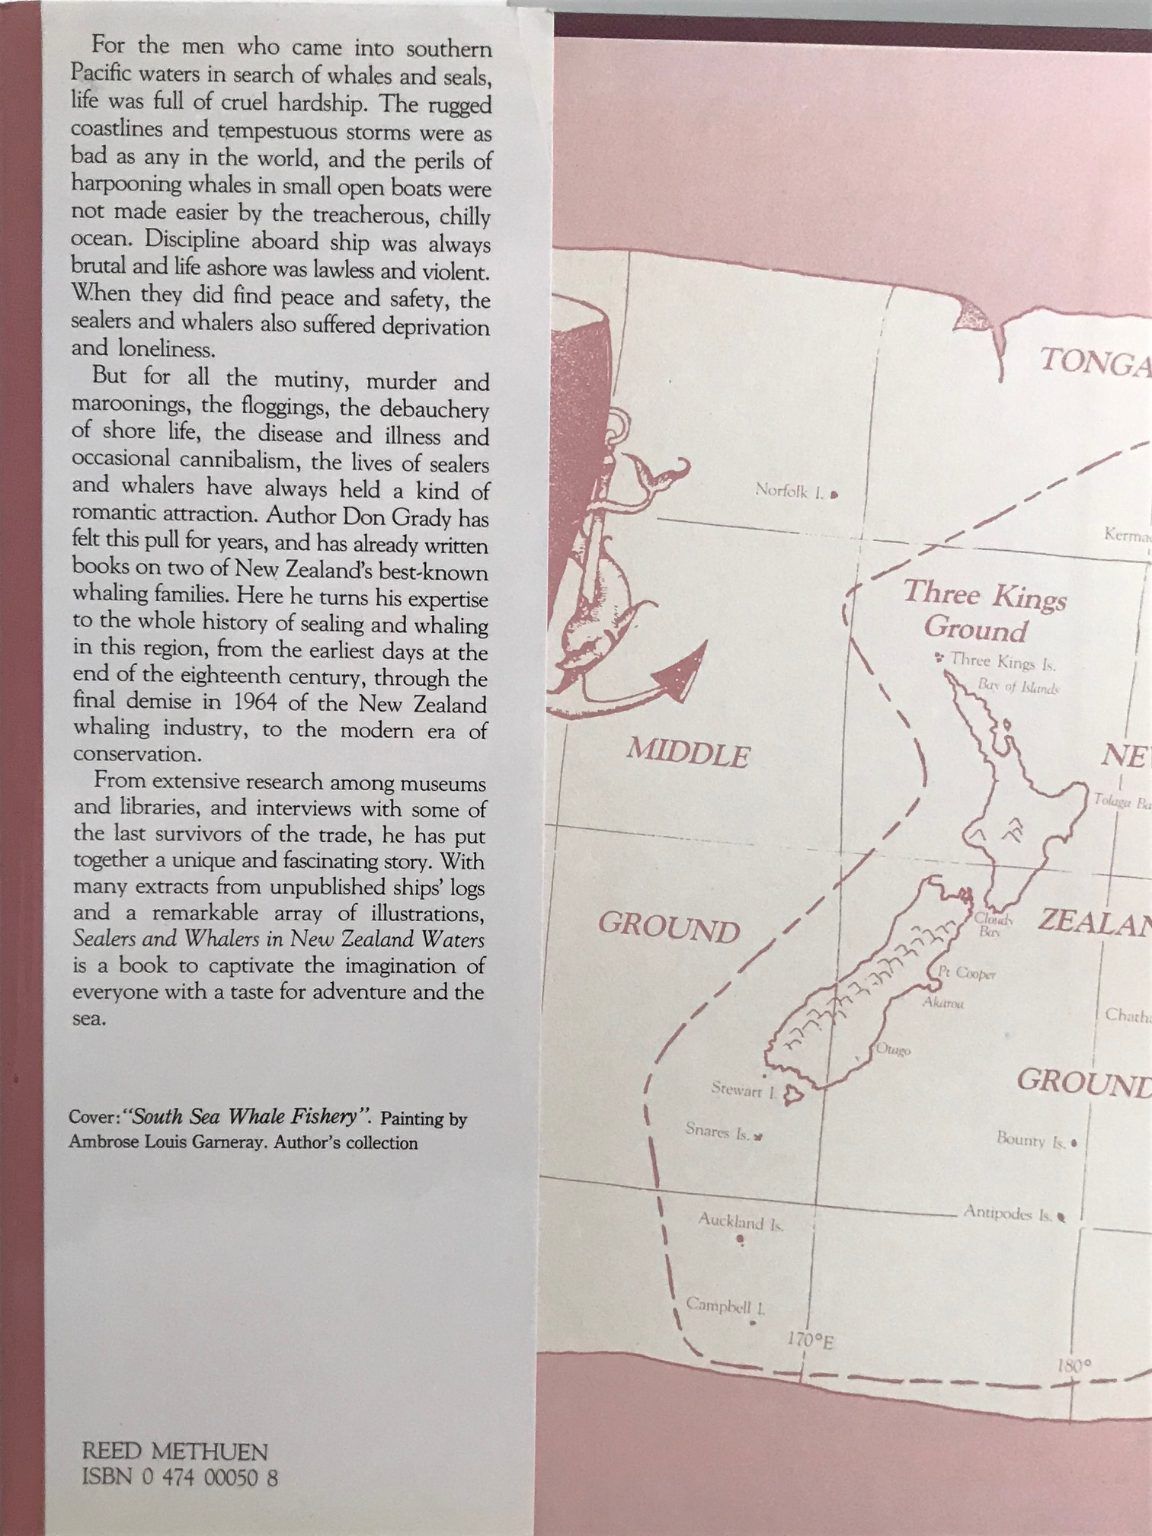 For the men who came into southern
Pacific waters in search of whales and seals,
life was full of cruel hardship. The rugged
coastlines and tempestuous storms were as
bad as any in the world, and the perils of
harpooning whales in small open boats were
not made easier by the treacherous, chilly
ocean. Discipline aboard ship was always
brutal and life ashore was lawless and violent.
When they did find peace and safety, the
sealers and whalers also suffered deprivation
and loneliness.
But for all the mutiny, murder and
maroonings, the floggings, the debauchery
of shore life, the disease and illness and
occasional cannibalism, the lives of sealers
and whalers have always held a kind of
romantic attraction. Author Don Grady has
felt this pull for years, and has already written
books on two of New Zealand's best-known
whaling families. Here he turns his expertise
to the whole history of sealing and whaling
in this region, from the earliest days at the
end of the eighteenth century, through the
final demise in 1964 of the New Zealand
whaling industry, to the modern era of
conservation.
From extensive research among museums
and libraries, and interviews with some of
the last survivors of the trade, he has put
together a unique and fascinating story. With
many extracts from unpublished ships' logs
and a remarkable array of illustrations,
Sealers and Whalers in New Zealand Waters
is a book to captivate the imagination of
everyone with a taste for adventure and the
sea.
Cover: "South Sea Whale Fishery". Painting by
Ambrose Louis Garneray. Author's collection
REED METHUEN
ISBN 0 474 00050 8
TONGA
Norfolk I.
Kerma
Three Kings
Ground
Three Kings Is.
Bay of Islands
MIDDLE
NE
Tolaga Ba
GROUND
Cloudy
Bay
ZEALAN
Pt Cooper
Akaroa
Chath
Otago
GROUND
Stewart I.
Snares Is.
Bounty Is.
Auckland Is.
Antipodes Is.
Campbell I.
170°E
180°